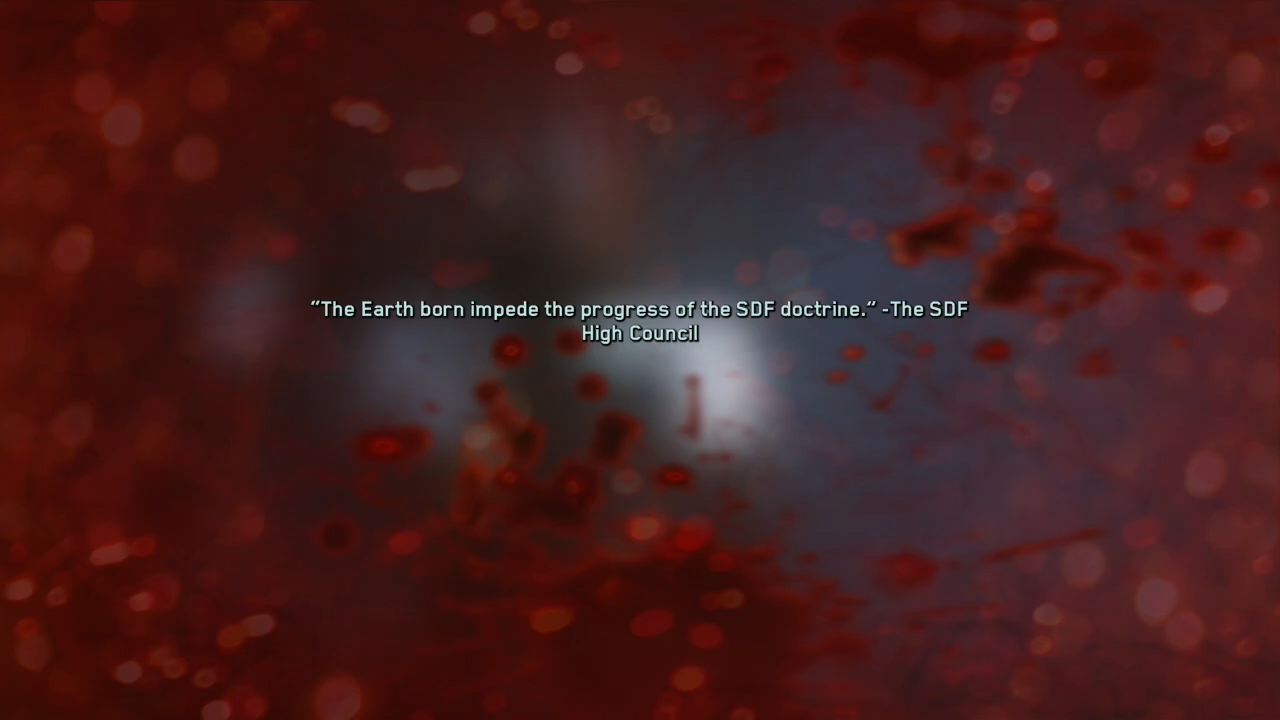 “The Earth born impede the progress of the SDF doctrine.“ -The SDF
High Council